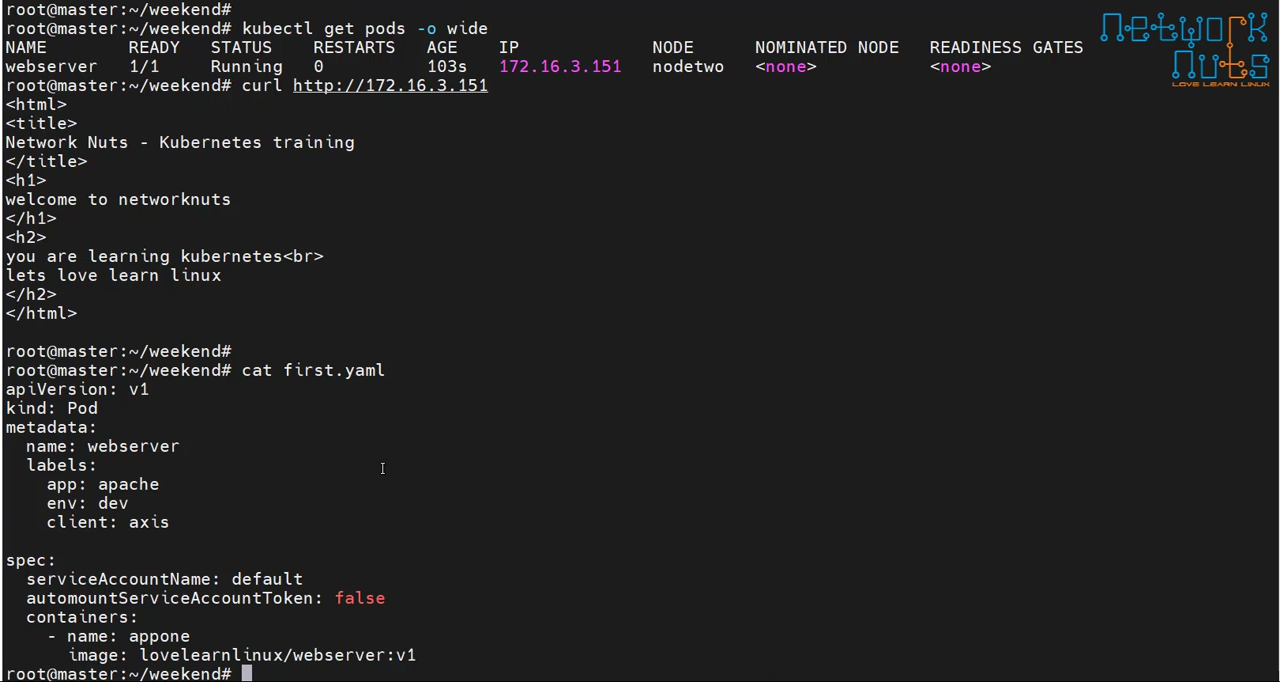 root@master:~/weekend#
root@master:~/weekend# kubectl get pods -o wide
NAME READY STATUS RESTARTS AGE IP NODE NOMINATED NODE READINESS GATES
webserver 1/1 Running 0 103s 172.16.3.151 nodetwo <none> <none>
root@master:~/weekend# curl http://172.16.3.151
<html>
<title>
Network Nuts - Kubernetes training
</title>
<h1>
welcome to networknuts
</h1>
<h2>
you are learning kubernetes<br>
lets love learn linux
</h2>
</html>
root@master:~/weekend#
root@master:~/weekend# cat first.yaml
apiVersion: v1
kind: Pod
metadata:
  name: webserver
  labels:
    app: apache
    env: dev
    client: axis
spec:
  serviceAccountName: default
  automountServiceAccountToken: false
  containers:
    - name: appone
      image: lovelearnlinux/webserver:v1
root@master:~/weekend#
Network
Nuts
LOVE LEARN LINUX